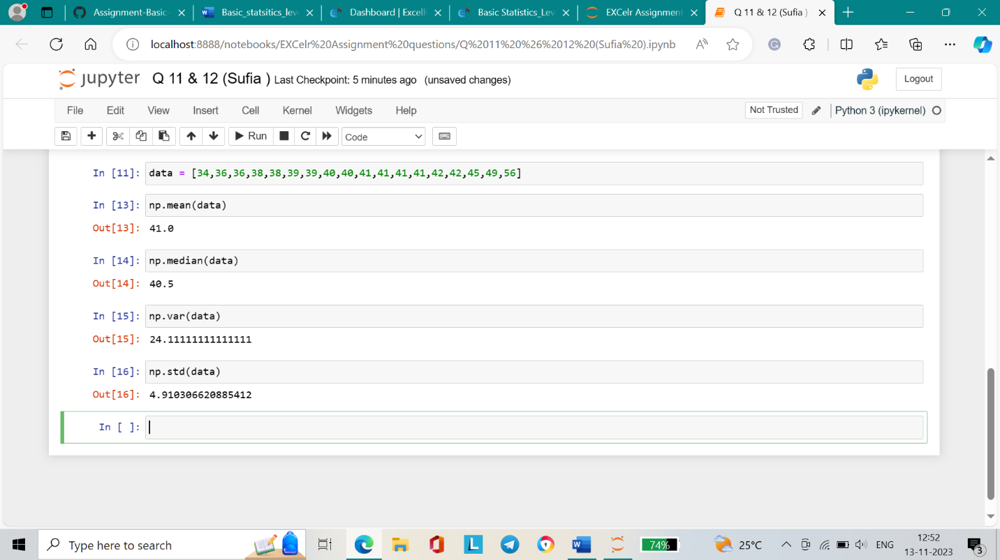 Assignment-Basic- Basic_statsitics_lev Dashboard | ExcelR Basic Statistics_Lev EXCelr Assignment Q 11 & 12 (Sufia )
localhost:8888/notebooks/EXCelr%20Assignment%20questions/Q%2011%20%26%2012%20(Sufia%20).ipynb
jupyter Q 11 & 12 (Sufia ) Last Checkpoint: 5 minutes ago (unsaved changes) Logout
File Edit View Insert Cell Kernel Widgets Help Not Trusted Python 3 (ipykernel)
Run Code
In [11]: data = [34,36,36,38,38,39,39,40,40,41,41,41,41,42,42,45,49,56]
In [13]: np.mean(data)
Out[13]: 41.0
In [14]: np.median(data)
Out[14]: 40.5
In [15]: np.var(data)
Out[15]: 24.11111111111111
In [16]: np.std(data)
Out[16]: 4.910306620885412
In [ ]:
Type here to search 74% 25°C ENG 12:52
13-11-2023 3